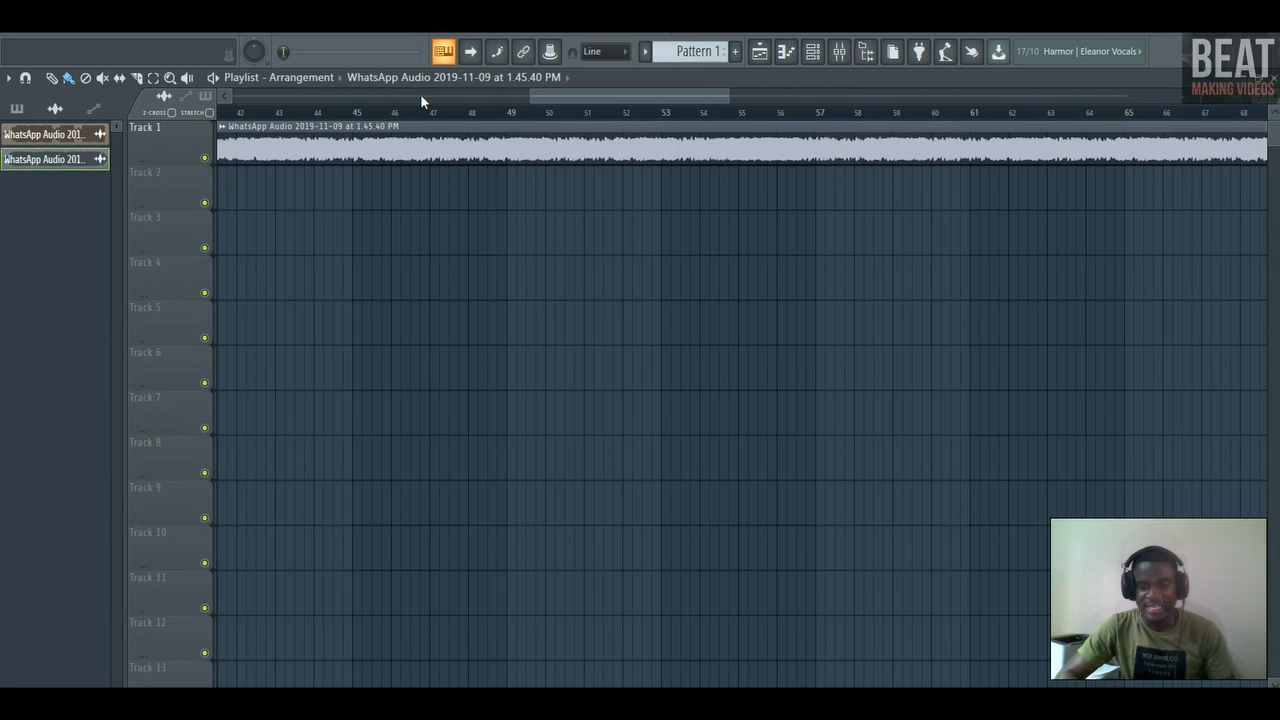 Line
Pattern 1
17/10 Harmor | Eleanor Vocals
BEAT
MAKING VIDEOS
Playlist - Arrangement › WhatsApp Audio 2019-11-09 at 1.45.40 PM ›
Z-CROSS STRETCH
42 43 44 45 46 47 48 49 50 51 52 53 54 55 56 57 58 59 60 61 62 63 64 65 66 67 68
WhatsApp Audio 201..
WhatsApp Audio 201..
Track 1
WhatsApp Audio 2019-11-09 at 1.45.40 PM
Track 2
Track 3
Track 4
Track 5
Track 6
Track 7
Track 8
Track 9
Track 10
Track 11
Track 12
Track 13